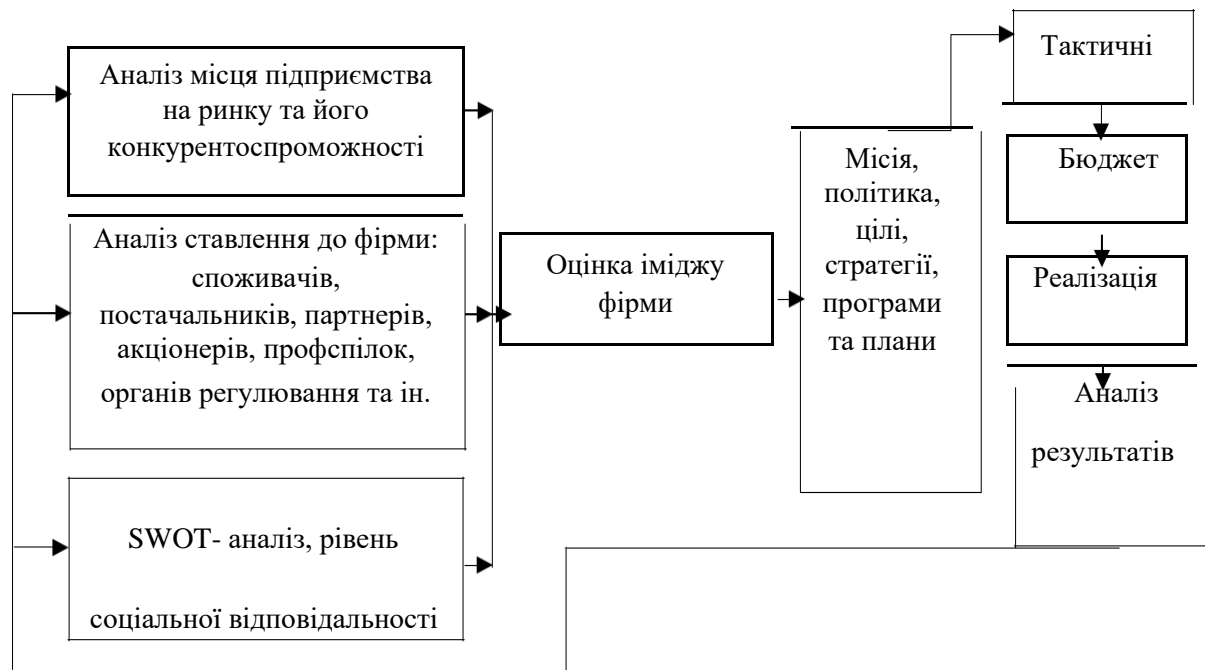 Аналіз місця підприємства
на ринку та його
конкурентоспроможності
Аналіз ставлення до фірми:
споживачів,
постачальників, партнерів,
акціонерів, профспілок,
органів регулювання та ін.
SWOT- аналіз, рівень
соціальної відповідальності
Оцінка іміджу
фірми
Місія,
політика,
цілі,
стратегії,
програми
та плани
Тактичні
Бюджет
Реалізація
Аналіз
результатів